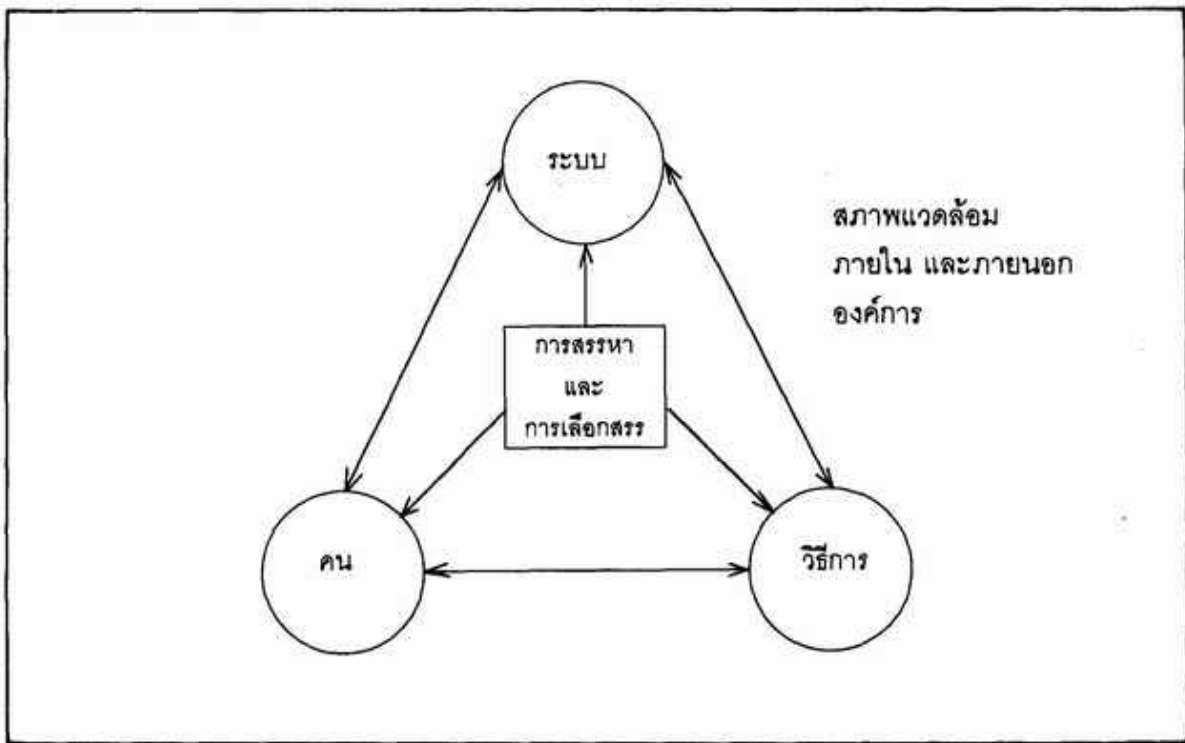 ระบบ
สภาพแวดล้อม
ภายใน และภายนอก
องค์การ
การสรรหา
และ
การเลือกสรร
คน
วิธีการ